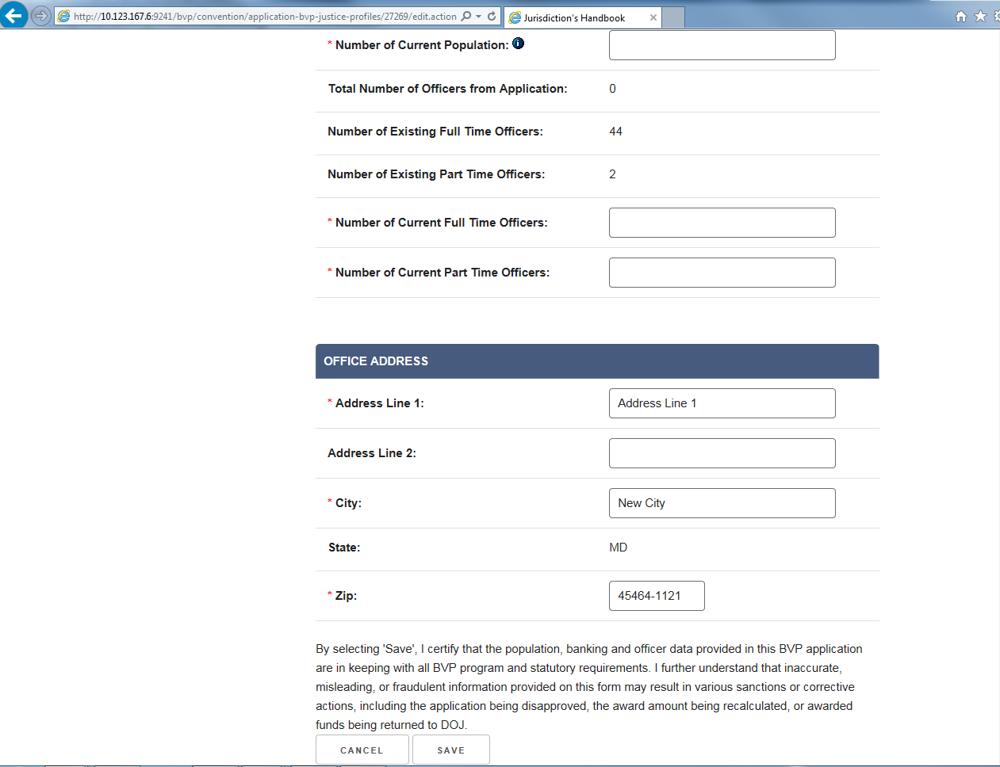 http://10.123.167.6:9241/bvp/convention/application-bvp-justice-profiles/27269/edit.action
Jurisdiction's Handbook
* Number of Current Population:
Total Number of Officers from Application: 0
Number of Existing Full Time Officers: 44
Number of Existing Part Time Officers: 2
* Number of Current Full Time Officers:
* Number of Current Part Time Officers:
OFFICE ADDRESS
* Address Line 1: Address Line 1
Address Line 2:
* City: New City
State: MD
* Zip: 45464-1121
By selecting 'Save', I certify that the population, banking and officer data provided in this BVP application
are in keeping with all BVP program and statutory requirements. I further understand that inaccurate,
misleading, or fraudulent information provided on this form may result in various sanctions or corrective
actions, including the application being disapproved, the award amount being recalculated, or awarded
funds being returned to DOJ.
CANCEL SAVE